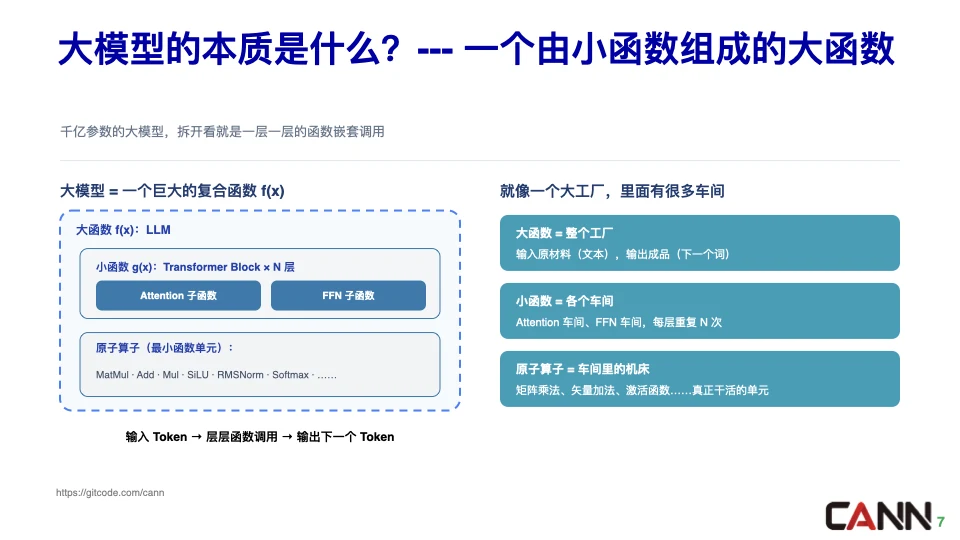 大模型的本质是什么？--- 一个由小函数组成的大函数
千亿参数的大模型，拆开看就是一层一层的函数嵌套调用
大模型 = 一个巨大的复合函数 f(x)
大函数 f(x)：LLM
小函数 g(x)：Transformer Block × N 层
Attention 子函数
FFN 子函数
原子算子（最小函数单元）：
MatMul · Add · Mul · SiLU · RMSNorm · Softmax · ……
输入 Token → 层层函数调用 → 输出下一个 Token
就像一个大工厂，里面有很多车间
大函数 = 整个工厂
输入原材料（文本），输出成品（下一个词）
小函数 = 各个车间
Attention 车间、FFN 车间，每层重复 N 次
原子算子 = 车间里的机床
矩阵乘法、矢量加法、激活函数……真正干活的单元
https://gitcode.com/cann
CANN
7